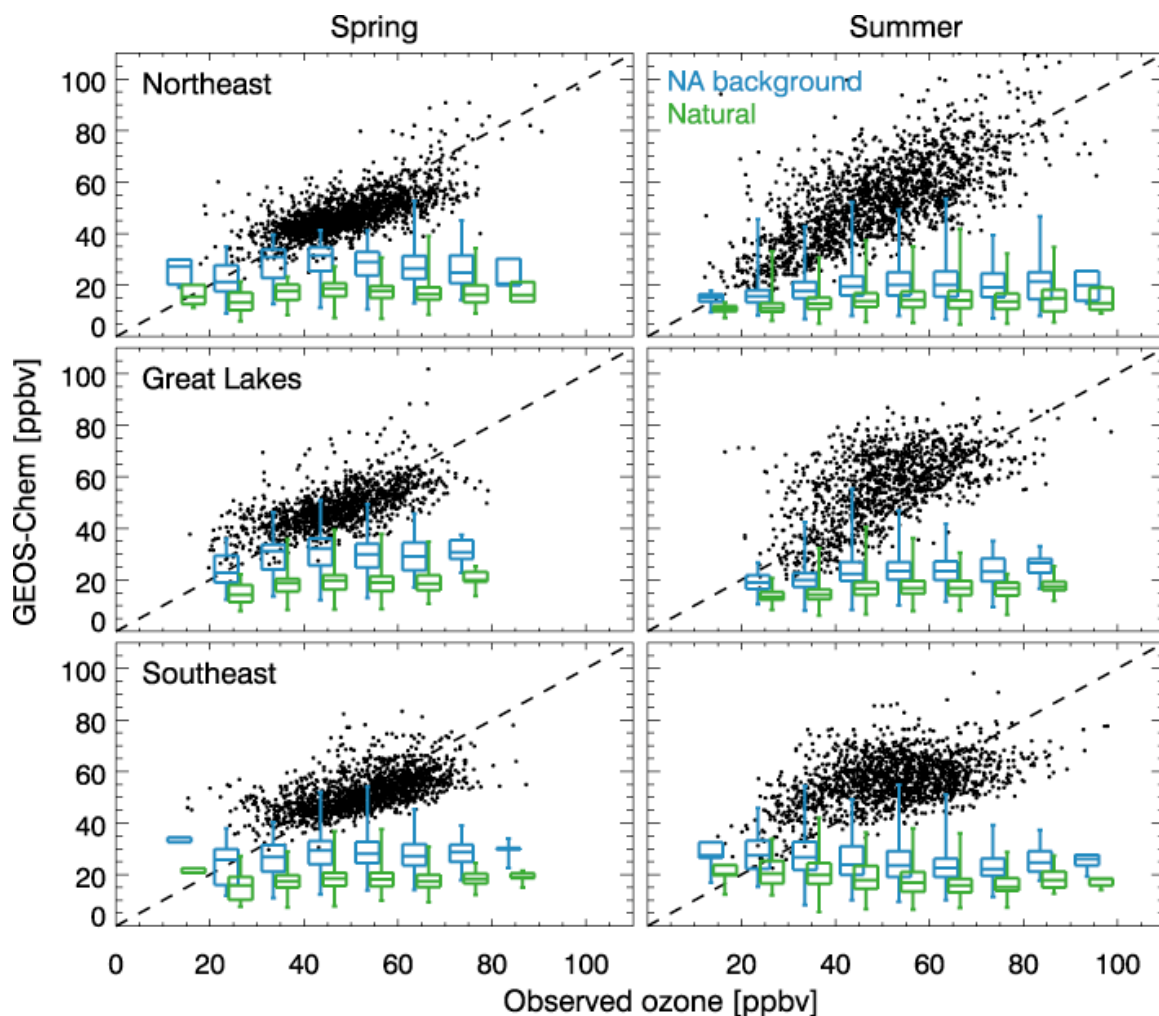 Spring
Summer
100
80
60
40
20
0
Northeast
NA background
Natural
100
80
60
40
20
0
Great Lakes
GEOS-Chem [ppbv]
100
80
60
40
20
0
Southeast
0 20 40 60 80 100
20 40 60 80 100
Observed ozone [ppbv]